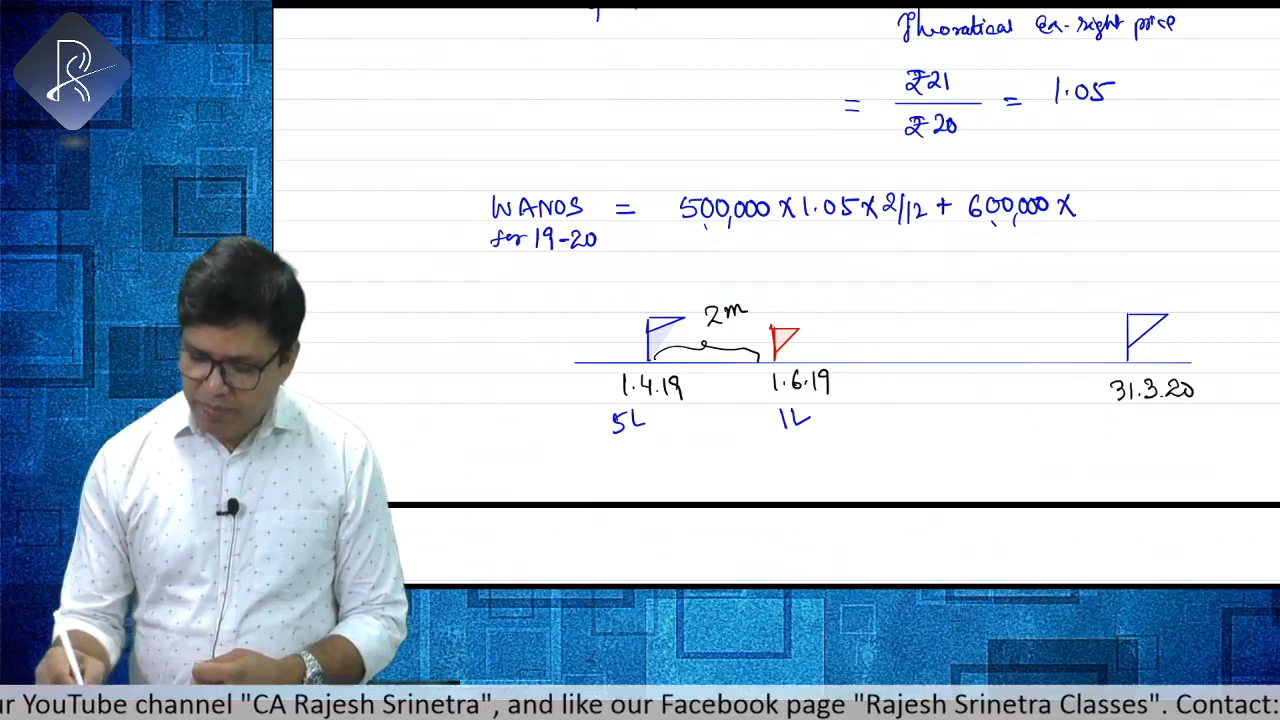 Theoratical Ex-right price
= ₹21 / ₹20 = 1.05
WANOS = 500,000 X 1.05 X 2/12 + 600,000 X
for 19-20
2m
1.4.19 1.6.19 31.3.20
5L 1L
RS
ur YouTube channel "CA Rajesh Srinetra", and like our Facebook page "Rajesh Srinetra Classes". Contact: